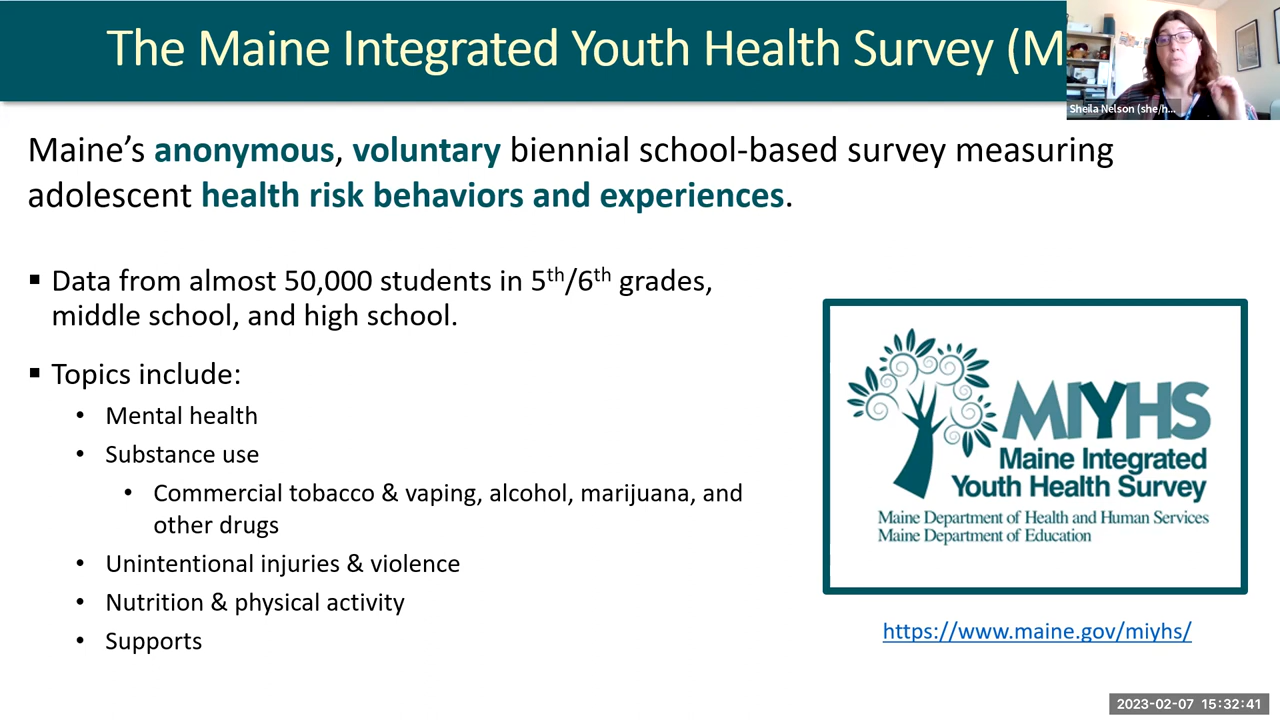 The Maine Integrated Youth Health Survey (M
Sheila Nelson (she/h...
Maine’s anonymous, voluntary biennial school-based survey measuring
adolescent health risk behaviors and experiences.
▪ Data from almost 50,000 students in 5th/6th grades,
middle school, and high school.
▪ Topics include:
• Mental health
• Substance use
• Commercial tobacco & vaping, alcohol, marijuana, and
other drugs
• Unintentional injuries & violence
• Nutrition & physical activity
• Supports
MIYHS
Maine Integrated
Youth Health Survey
Maine Department of Health and Human Services
Maine Department of Education
https://www.maine.gov/miyhs/
2023-02-07 15:32:41